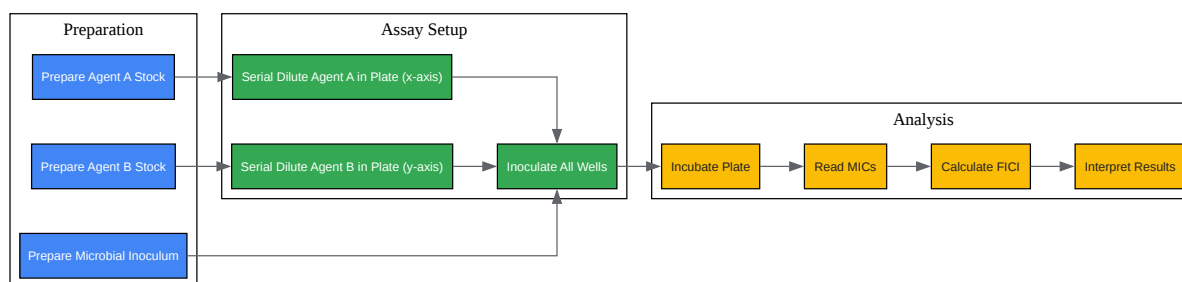 Preparation
Prepare Agent A Stock
Prepare Agent B Stock
Prepare Microbial Inoculum
Assay Setup
Serial Dilute Agent A in Plate (x-axis)
Serial Dilute Agent B in Plate (y-axis)
Inoculate All Wells
Analysis
Incubate Plate
Read MICs
Calculate FICI
Interpret Results